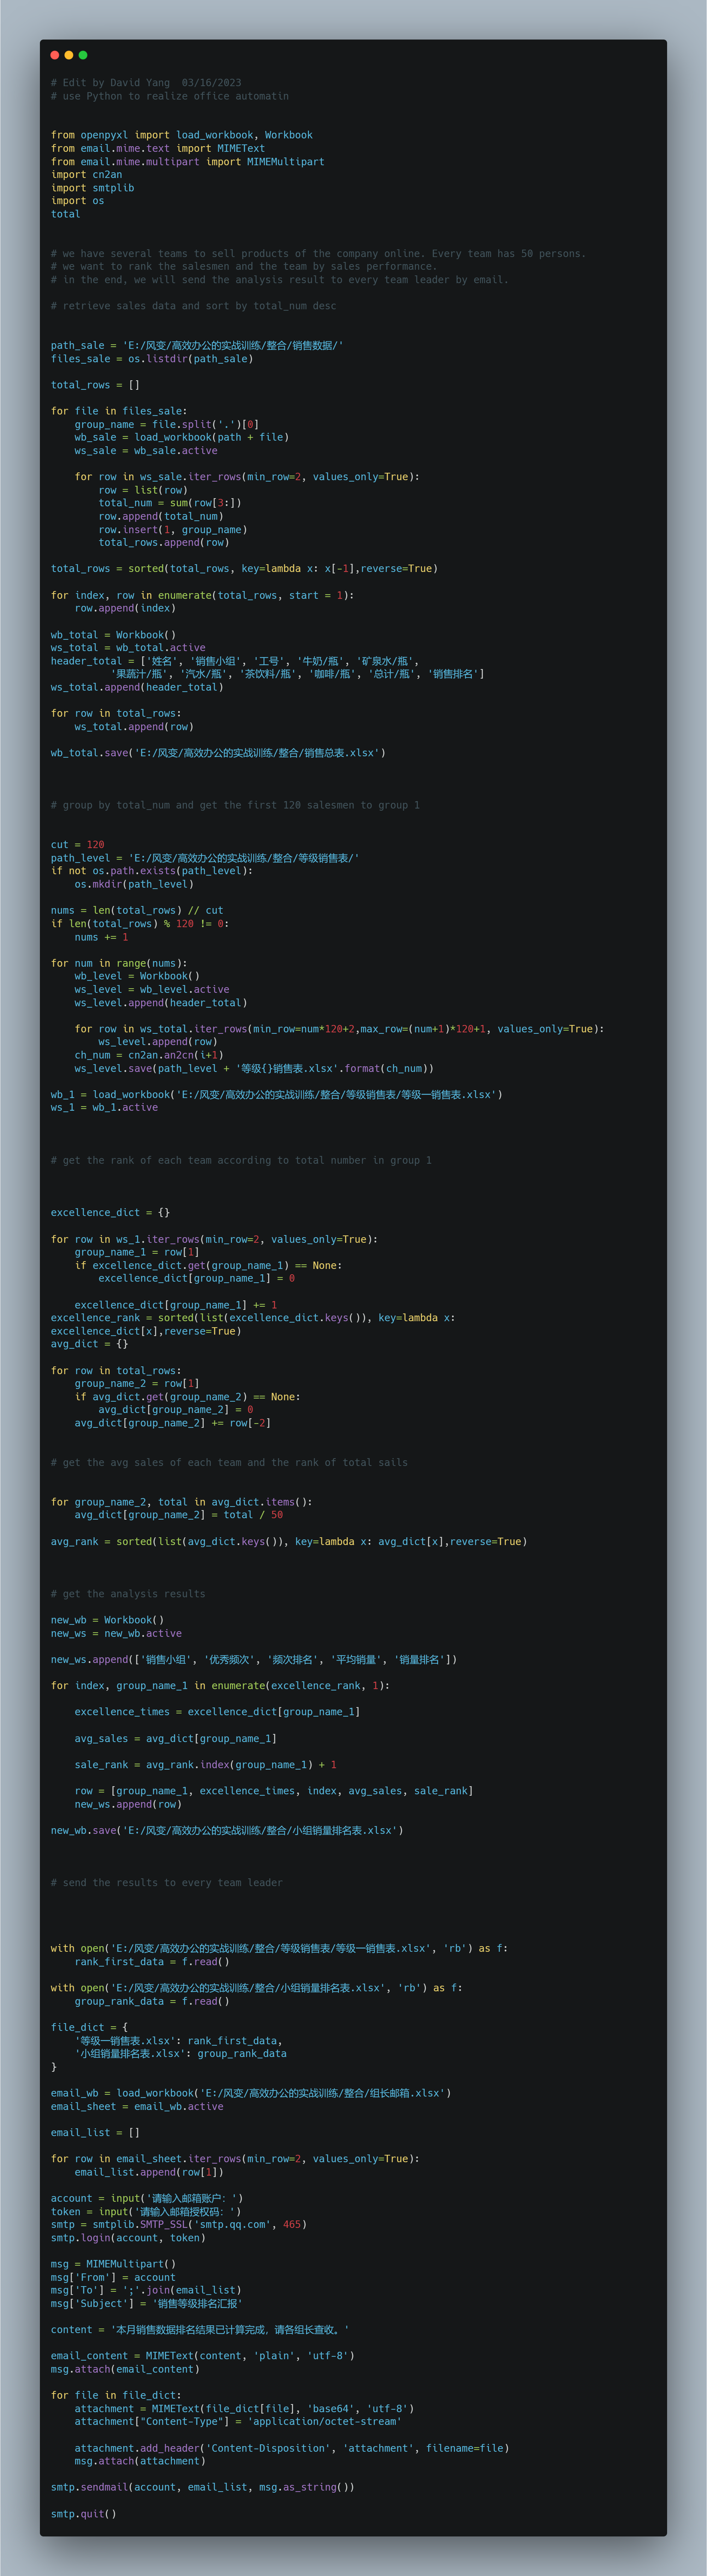 # Edit by David Yang  03/16/2023
# use Python to realize office automatin
from openpyxl import load_workbook, Workbook
from email.mime.text import MIMEText
from email.mime.multipart import MIMEMultipart
import cn2an
import smtplib
import os
total
# we have several teams to sell products of the company online. Every team has 50 persons.
# we want to rank the salesmen and the team by sales performance.
# in the end, we will send the analysis result to every team leader by email.
# retrieve sales data and sort by total_num desc
path_sale = 'E:/风变/高效办公的实战训练/整合/销售数据/'
files_sale = os.listdir(path_sale)
total_rows = []
for file in files_sale:
    group_name = file.split('.')[0]
    wb_sale = load_workbook(path + file)
    ws_sale = wb_sale.active
    for row in ws_sale.iter_rows(min_row=2, values_only=True):
        row = list(row)
        total_num = sum(row[3:])
        row.append(total_num)
        row.insert(1, group_name)
        total_rows.append(row)
total_rows = sorted(total_rows, key=lambda x: x[-1],reverse=True)
for index, row in enumerate(total_rows, start = 1):
    row.append(index)
wb_total = Workbook()
ws_total = wb_total.active
header_total = ['姓名', '销售小组', '工号', '牛奶/瓶', '矿泉水/瓶',
          '果蔬汁/瓶', '汽水/瓶', '茶饮料/瓶', '咖啡/瓶', '总计/瓶', '销售排名']
ws_total.append(header_total)
for row in total_rows:
    ws_total.append(row)
wb_total.save('E:/风变/高效办公的实战训练/整合/销售总表.xlsx')
# group by total_num and get the first 120 salesmen to group 1
cut = 120
path_level = 'E:/风变/高效办公的实战训练/整合/等级销售表/'
if not os.path.exists(path_level):
    os.mkdir(path_level)
nums = len(total_rows) // cut
if len(total_rows) % 120 != 0:
    nums += 1
for num in range(nums):
    wb_level = Workbook()
    ws_level = wb_level.active
    ws_level.append(header_total)
    for row in ws_total.iter_rows(min_row=num*120+2,max_row=(num+1)*120+1, values_only=True):
        ws_level.append(row)
    ch_num = cn2an.an2cn(i+1)
    ws_level.save(path_level + '等级{}销售表.xlsx'.format(ch_num))
wb_1 = load_workbook('E:/风变/高效办公的实战训练/整合/等级销售表/等级一销售表.xlsx')
ws_1 = wb_1.active
# get the rank of each team according to total number in group 1
excellence_dict = {}
for row in ws_1.iter_rows(min_row=2, values_only=True):
    group_name_1 = row[1]
    if excellence_dict.get(group_name_1) == None:
        excellence_dict[group_name_1] = 0
    excellence_dict[group_name_1] += 1
excellence_rank = sorted(list(excellence_dict.keys()), key=lambda x:
excellence_dict[x],reverse=True)
avg_dict = {}
for row in total_rows:
    group_name_2 = row[1]
    if avg_dict.get(group_name_2) == None:
        avg_dict[group_name_2] = 0
    avg_dict[group_name_2] += row[-2]
# get the avg sales of each team and the rank of total sails
for group_name_2, total in avg_dict.items():
    avg_dict[group_name_2] = total / 50
avg_rank = sorted(list(avg_dict.keys()), key=lambda x: avg_dict[x],reverse=True)
# get the analysis results
new_wb = Workbook()
new_ws = new_wb.active
new_ws.append(['销售小组', '优秀频次', '频次排名', '平均销量', '销量排名'])
for index, group_name_1 in enumerate(excellence_rank, 1):
    excellence_times = excellence_dict[group_name_1]
    avg_sales = avg_dict[group_name_1]
    sale_rank = avg_rank.index(group_name_1) + 1
    row = [group_name_1, excellence_times, index, avg_sales, sale_rank]
    new_ws.append(row)
new_wb.save('E:/风变/高效办公的实战训练/整合/小组销量排名表.xlsx')
# send the results to every team leader
with open('E:/风变/高效办公的实战训练/整合/等级销售表/等级一销售表.xlsx', 'rb') as f:
    rank_first_data = f.read()
with open('E:/风变/高效办公的实战训练/整合/小组销量排名表.xlsx', 'rb') as f:
    group_rank_data = f.read()
file_dict = {
    '等级一销售表.xlsx': rank_first_data,
    '小组销量排名表.xlsx': group_rank_data
}
email_wb = load_workbook('E:/风变/高效办公的实战训练/整合/组长邮箱.xlsx')
email_sheet = email_wb.active
email_list = []
for row in email_sheet.iter_rows(min_row=2, values_only=True):
    email_list.append(row[1])
account = input('请输入邮箱账户：')
token = input('请输入邮箱授权码：')
smtp = smtplib.SMTP_SSL('smtp.qq.com', 465)
smtp.login(account, token)
msg = MIMEMultipart()
msg['From'] = account
msg['To'] = ';'.join(email_list)
msg['Subject'] = '销售等级排名汇报'
content = '本月销售数据排名结果已计算完成，请各组长查收。'
email_content = MIMEText(content, 'plain', 'utf-8')
msg.attach(email_content)
for file in file_dict:
    attachment = MIMEText(file_dict[file], 'base64', 'utf-8')
    attachment["Content-Type"] = 'application/octet-stream'
    attachment.add_header('Content-Disposition', 'attachment', filename=file)
    msg.attach(attachment)
smtp.sendmail(account, email_list, msg.as_string())
smtp.quit()